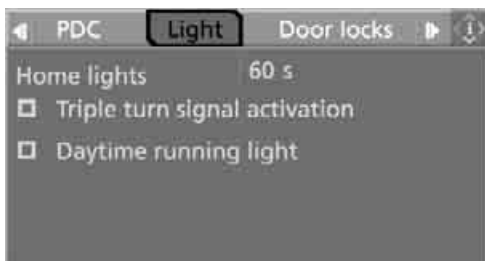 PDC Light Door locks i
Home lights 60 s
Triple turn signal activation
Daytime running light